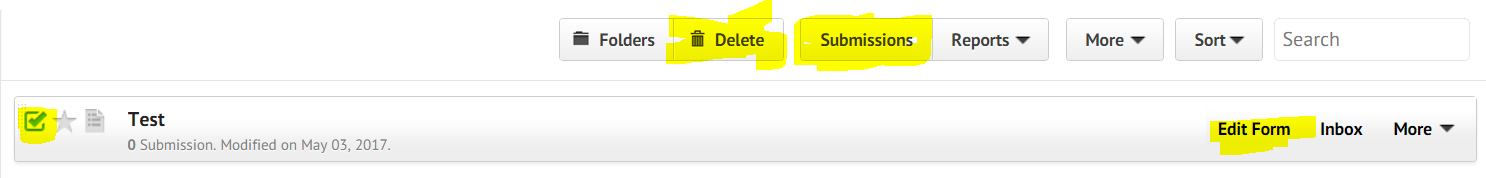 Folders Delete Submissions Reports More Sort Search
Test Edit Form Inbox More
0 Submission. Modified on May 03, 2017.